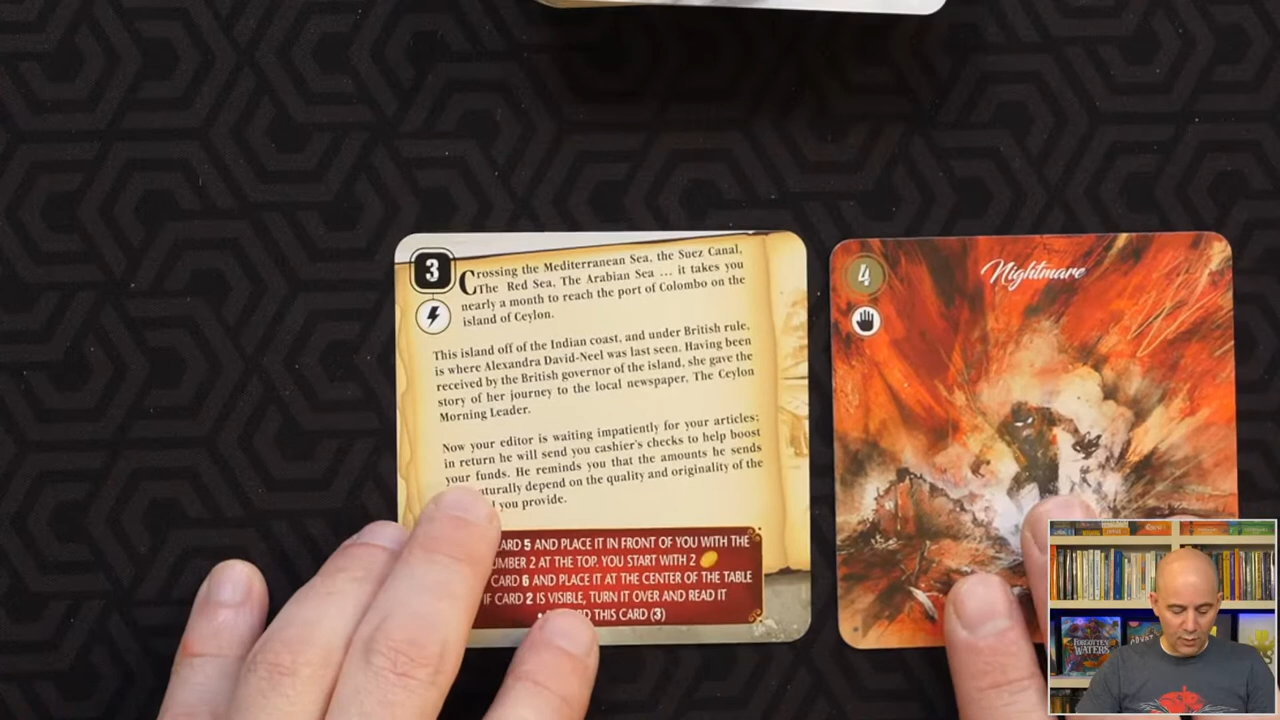 3
Crossing the Mediterranean Sea, the Suez Canal,
The Red Sea, The Arabian Sea ... it takes you
nearly a month to reach the port of Colombo on the
island of Ceylon.
This island off of the Indian coast, and under British rule,
is where Alexandra David-Neel was last seen. Having been
received by the British governor of the island, she gave the
story of her journey to the local newspaper, The Ceylon
Morning Leader.
Now your editor is waiting impatiently for your articles;
in return he will send you cashier's checks to help boost
your funds. He reminds you that the amounts he sends
aturally depend on the quality and originality of the
you provide.
CARD 5 AND PLACE IT IN FRONT OF YOU WITH THE
UMBER 2 AT THE TOP. YOU START WITH 2
CARD 6 AND PLACE IT AT THE CENTER OF THE TABLE
IF CARD 2 IS VISIBLE, TURN IT OVER AND READ IT
THIS CARD (3)
4
Nightmare
FORGOTTEN
WATERS